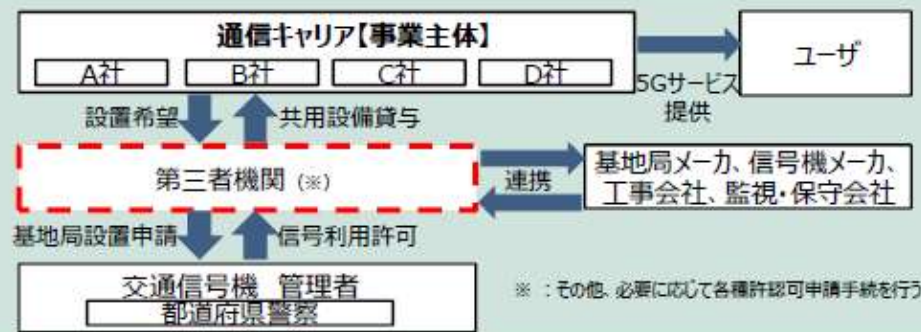 通信キャリア【事業主体】
A社 B社 C社 D社
5Gサービス
提供
ユーザ
設置希望
共用設備貸与
第三者機関 (※)
連携
基地局メーカ、信号機メーカ、
工事会社、監視・保守会社
基地局設置申請
信号利用許可
交通信号機 管理者
都道府県警察
※ : その他、必要に応じて各種許認可申請手続を行う